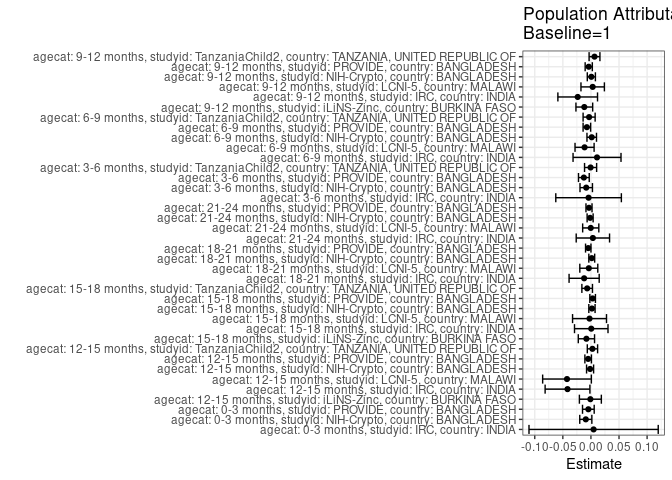 Population Attributa
Baseline=1
agecat: 9-12 months, studyid: TanzaniaChild2, country: TANZANIA, UNITED REPUBLIC OF
agecat: 9-12 months, studyid: PROVIDE, country: BANGLADESH
agecat: 9-12 months, studyid: NIH-Crypto, country: BANGLADESH
agecat: 9-12 months, studyid: LCNI-5, country: MALAWI
agecat: 9-12 months, studyid: IRC, country: INDIA
agecat: 9-12 months, studyid: iLiNS-Zinc, country: BURKINA FASO
agecat: 6-9 months, studyid: TanzaniaChild2, country: TANZANIA, UNITED REPUBLIC OF
agecat: 6-9 months, studyid: PROVIDE, country: BANGLADESH
agecat: 6-9 months, studyid: NIH-Crypto, country: BANGLADESH
agecat: 6-9 months, studyid: LCNI-5, country: MALAWI
agecat: 6-9 months, studyid: IRC, country: INDIA
agecat: 3-6 months, studyid: TanzaniaChild2, country: TANZANIA, UNITED REPUBLIC OF
agecat: 3-6 months, studyid: PROVIDE, country: BANGLADESH
agecat: 3-6 months, studyid: NIH-Crypto, country: BANGLADESH
agecat: 3-6 months, studyid: IRC, country: INDIA
agecat: 21-24 months, studyid: PROVIDE, country: BANGLADESH
agecat: 21-24 months, studyid: NIH-Crypto, country: BANGLADESH
agecat: 21-24 months, studyid: LCNI-5, country: MALAWI
agecat: 21-24 months, studyid: IRC, country: INDIA
agecat: 18-21 months, studyid: PROVIDE, country: BANGLADESH
agecat: 18-21 months, studyid: NIH-Crypto, country: BANGLADESH
agecat: 18-21 months, studyid: LCNI-5, country: MALAWI
agecat: 18-21 months, studyid: IRC, country: INDIA
agecat: 15-18 months, studyid: TanzaniaChild2, country: TANZANIA, UNITED REPUBLIC OF
agecat: 15-18 months, studyid: PROVIDE, country: BANGLADESH
agecat: 15-18 months, studyid: NIH-Crypto, country: BANGLADESH
agecat: 15-18 months, studyid: LCNI-5, country: MALAWI
agecat: 15-18 months, studyid: IRC, country: INDIA
agecat: 15-18 months, studyid: iLiNS-Zinc, country: BURKINA FASO
agecat: 12-15 months, studyid: TanzaniaChild2, country: TANZANIA, UNITED REPUBLIC OF
agecat: 12-15 months, studyid: PROVIDE, country: BANGLADESH
agecat: 12-15 months, studyid: NIH-Crypto, country: BANGLADESH
agecat: 12-15 months, studyid: LCNI-5, country: MALAWI
agecat: 12-15 months, studyid: IRC, country: INDIA
agecat: 12-15 months, studyid: iLiNS-Zinc, country: BURKINA FASO
agecat: 0-3 months, studyid: PROVIDE, country: BANGLADESH
agecat: 0-3 months, studyid: NIH-Crypto, country: BANGLADESH
agecat: 0-3 months, studyid: IRC, country: INDIA
-0.10 -0.05 0.00 0.05 0.10
Estimate